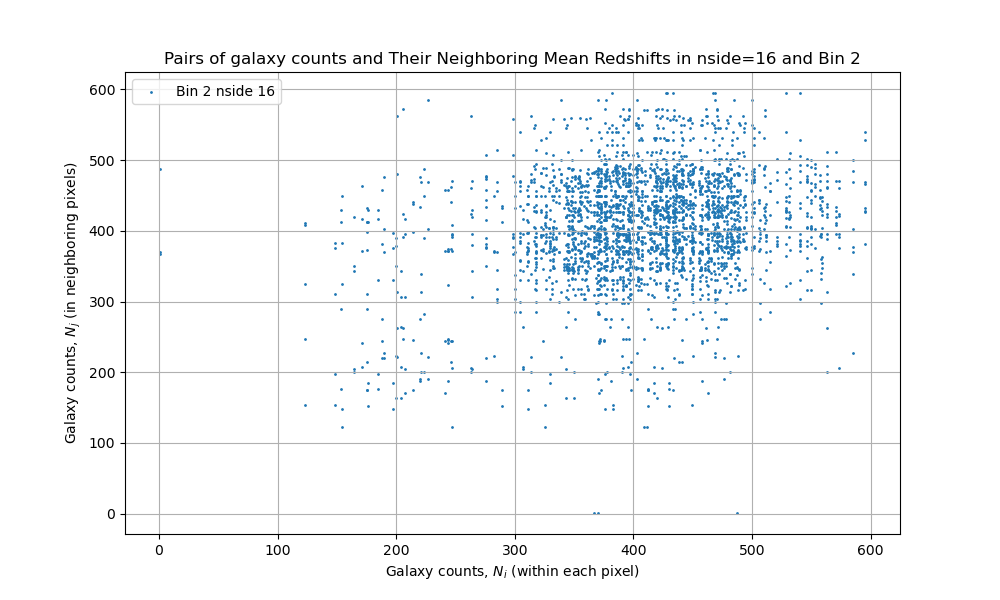 Pairs of galaxy counts and Their Neighboring Mean Redshifts in nside=16 and Bin 2
Bin 2 nside 16
600
500
400
300
200
100
0
Galaxy counts, $N_j$ (in neighboring pixels)
0 100 200 300 400 500 600
Galaxy counts, $N_i$ (within each pixel)